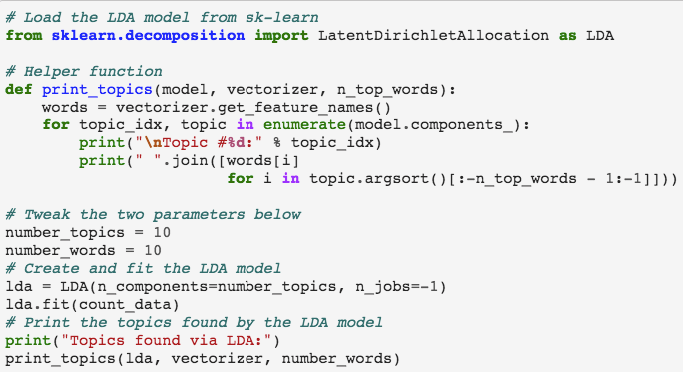 # Load the LDA model from sk-learn
from sklearn.decomposition import LatentDirichletAllocation as LDA

# Helper function
def print_topics(model, vectorizer, n_top_words):
    words = vectorizer.get_feature_names()
    for topic_idx, topic in enumerate(model.components_):
        print("\nTopic #%d:" % topic_idx)
        print(" ".join([words[i]
                        for i in topic.argsort()[:-n_top_words - 1:-1]]))

# Tweak the two parameters below
number_topics = 10
number_words = 10
# Create and fit the LDA model
lda = LDA(n_components=number_topics, n_jobs=-1)
lda.fit(count_data)
# Print the topics found by the LDA model
print("Topics found via LDA:")
print_topics(lda, vectorizer, number_words)